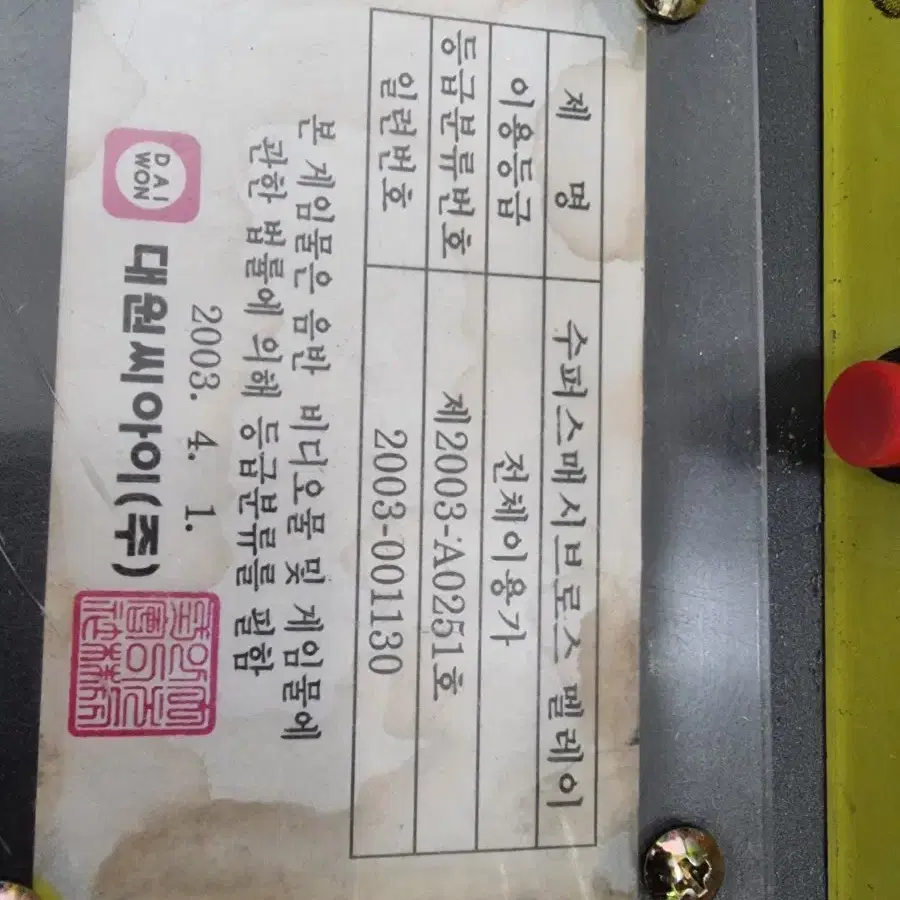 제 명 수퍼스매시브로스 멜레이
이용등급 전체이용가
등급분류번호 제2003-A0251호
일련번호 2003-001130
본 게임물은 음반 비디오물 및 게임물에
관한 법률에 의해 등급분류를 필함
2003. 4. 1.
DAI
WON
대원씨아이(주)